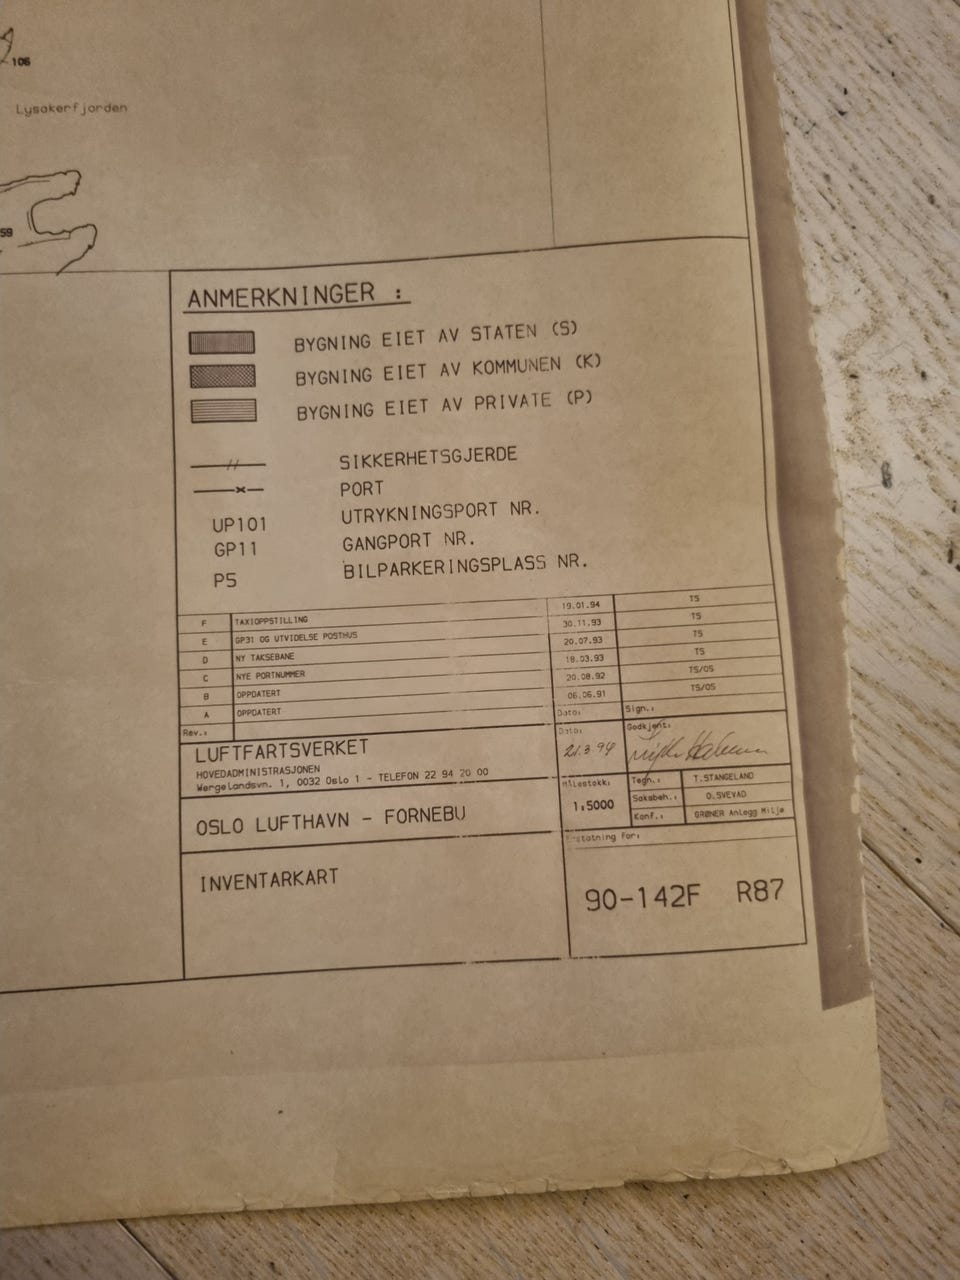 106
Lysakerfjorden
59
ANMERKNINGER :
BYGNING EIET AV STATEN (S)
BYGNING EIET AV KOMMUNEN (K)
BYGNING EIET AV PRIVATE (P)
SIKKERHETSGJERDE
PORT
UP101 UTRYKNINGSPORT NR.
GP11 GANGPORT NR.
P5 BILPARKERINGSPLASS NR.
F TAXIOPPSTILLING 19.01.94 TS
E GP31 OG UTVIDELSE POSTHUS 30.11.93 TS
D NY TAKSEBANE 20.07.93 TS
C NYE PORTNUMMER 18.03.93 TS
B OPPDATERT 20.08.92 TS/OS
A OPPDATERT 06.06.91 TS/OS
Rev.: Dato: Sign.:
LUFTFARTSVERKET
HOVEDADMINISTRASJONEN
Wergelandsvn. 1, 0032 Oslo 1 - TELEFON 22 94 20 00
Dato: 21.3.94
Godkjent:
OSLO LUFTHAVN - FORNEBU
Målestokk: 1:5000
Tegn.: T.STANGELAND
Saksbeh.: O.SVEVAD
Konf.: GRØNER Anlegg Miljø
Erstatning for:
INVENTARKART
90-142F R87